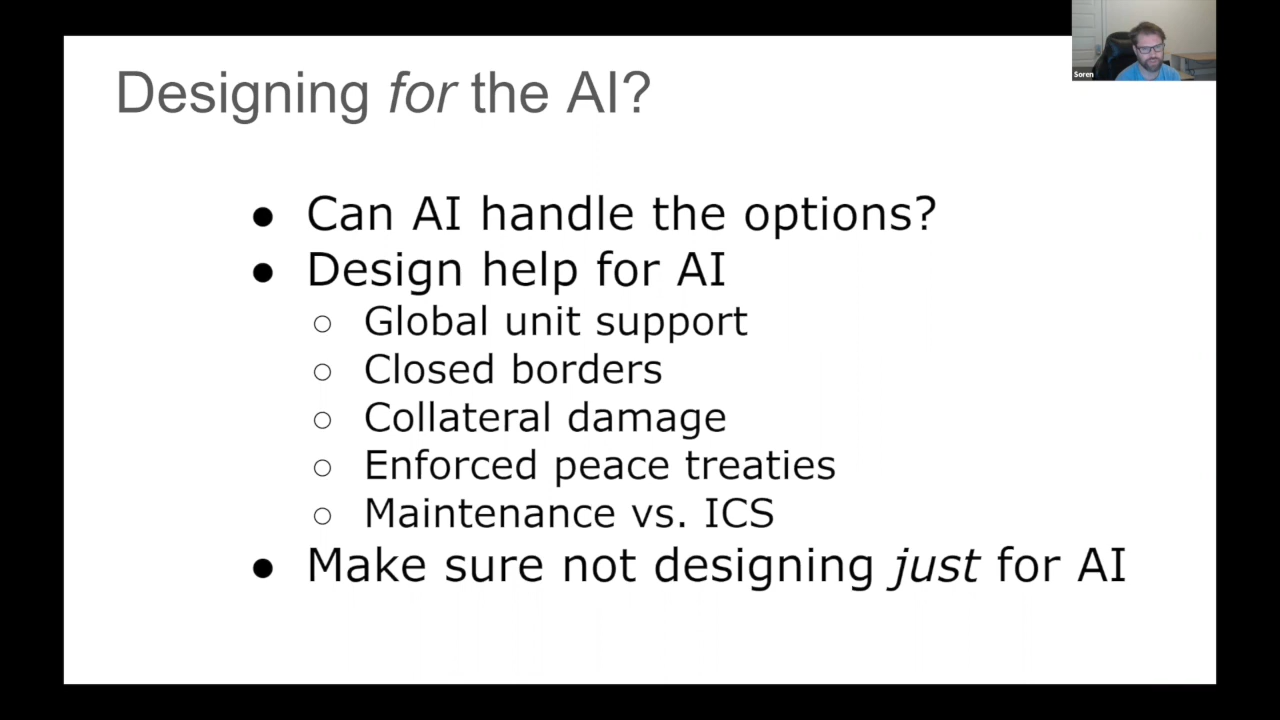 Soren
Designing for the AI?
● Can AI handle the options?
● Design help for AI
○ Global unit support
○ Closed borders
○ Collateral damage
○ Enforced peace treaties
○ Maintenance vs. ICS
● Make sure not designing just for AI